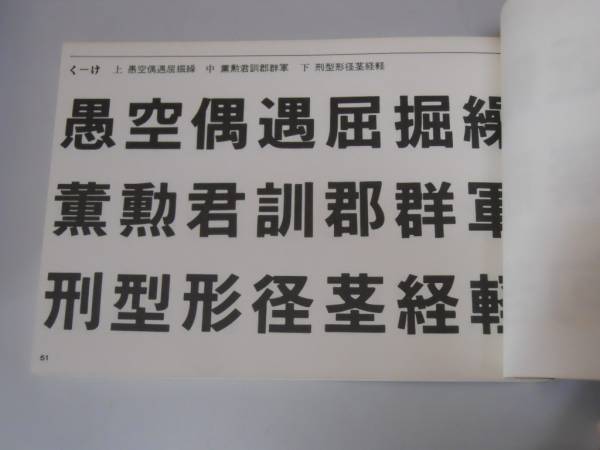 くーけ 上 愚空偶遇屈掘繰 中 薫勲君訓郡群軍 下 刑型形径茎経軽
愚空偶遇屈掘繰
薫勲君訓郡群軍
刑型形径茎経軽
51